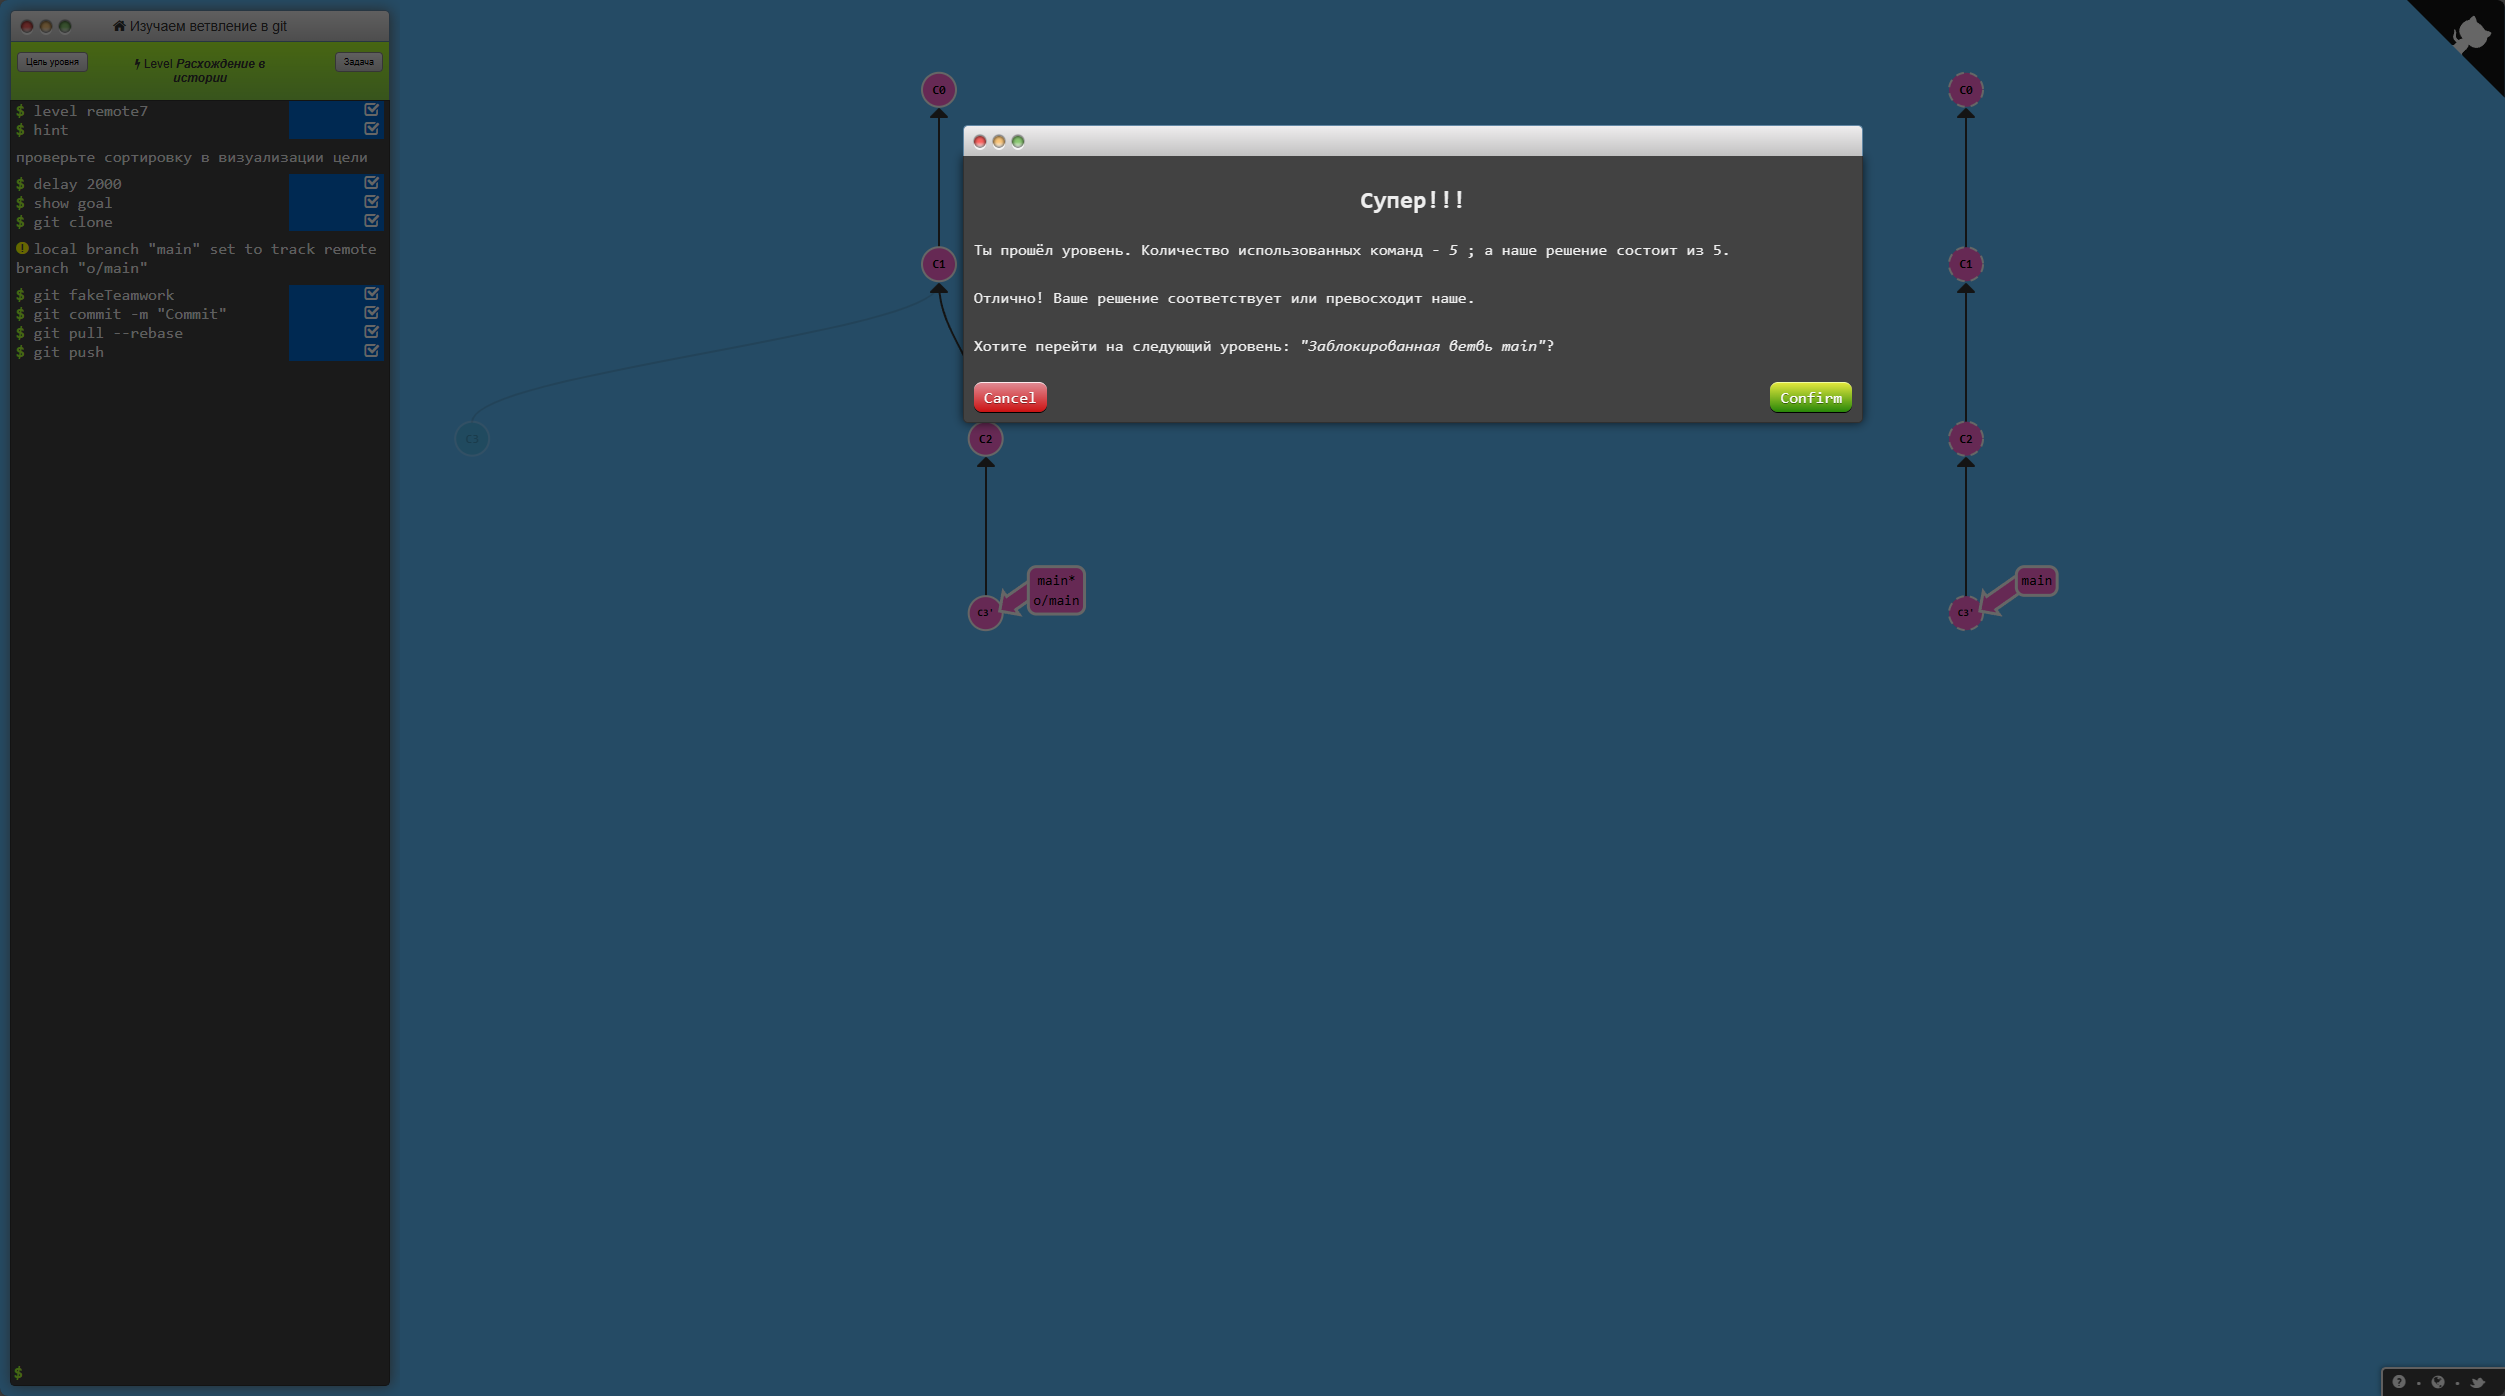 Изучаем ветвление в git
Цель уровня
Level Расхождение в
истории
Задача
$ level remote7
$ hint
проверьте сортировку в визуализации цели
$ delay 2000
$ show goal
$ git clone
local branch "main" set to track remote
branch "o/main"
$ git fakeTeamwork
$ git commit -m "Commit"
$ git pull --rebase
$ git push
$
C0
C1
C3
C2
C3'
main*
o/main
Супер!!!
Ты прошёл уровень. Количество использованных команд - 5 ; а наше решение состоит из 5.
Отлично! Ваше решение соответствует или превосходит наше.
Хотите перейти на следующий уровень: "Заблокированная ветвь main"?
Cancel
Confirm
C0
C1
C2
C3'
main